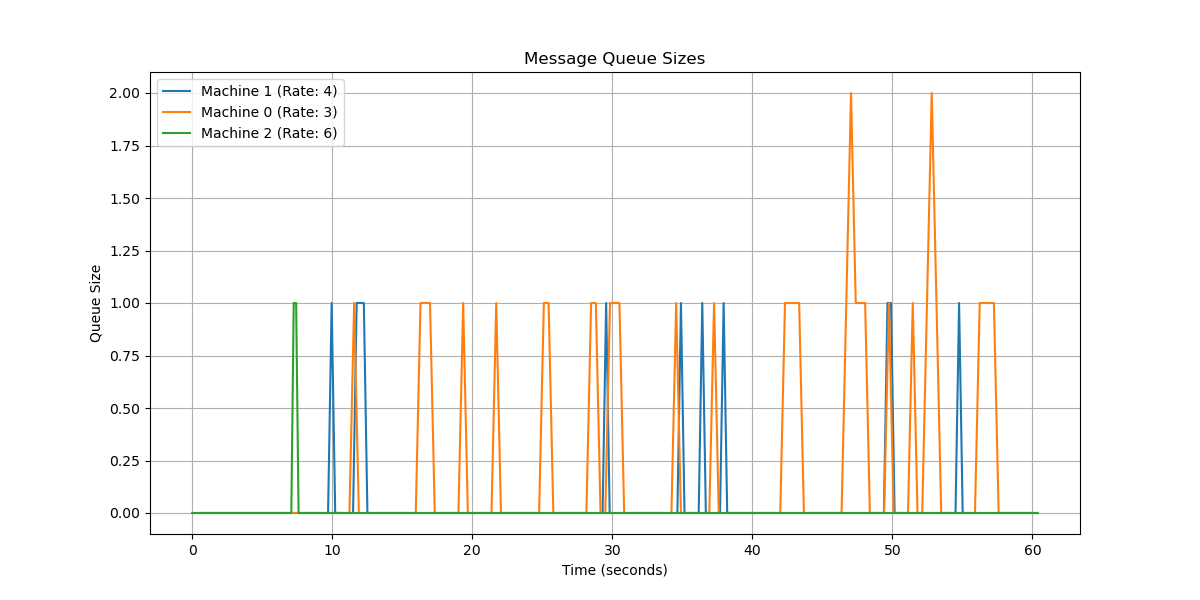 Message Queue Sizes
Machine 1 (Rate: 4)
Machine 0 (Rate: 3)
Machine 2 (Rate: 6)
Queue Size
2.00
1.75
1.50
1.25
1.00
0.75
0.50
0.25
0.00
0 10 20 30 40 50 60
Time (seconds)